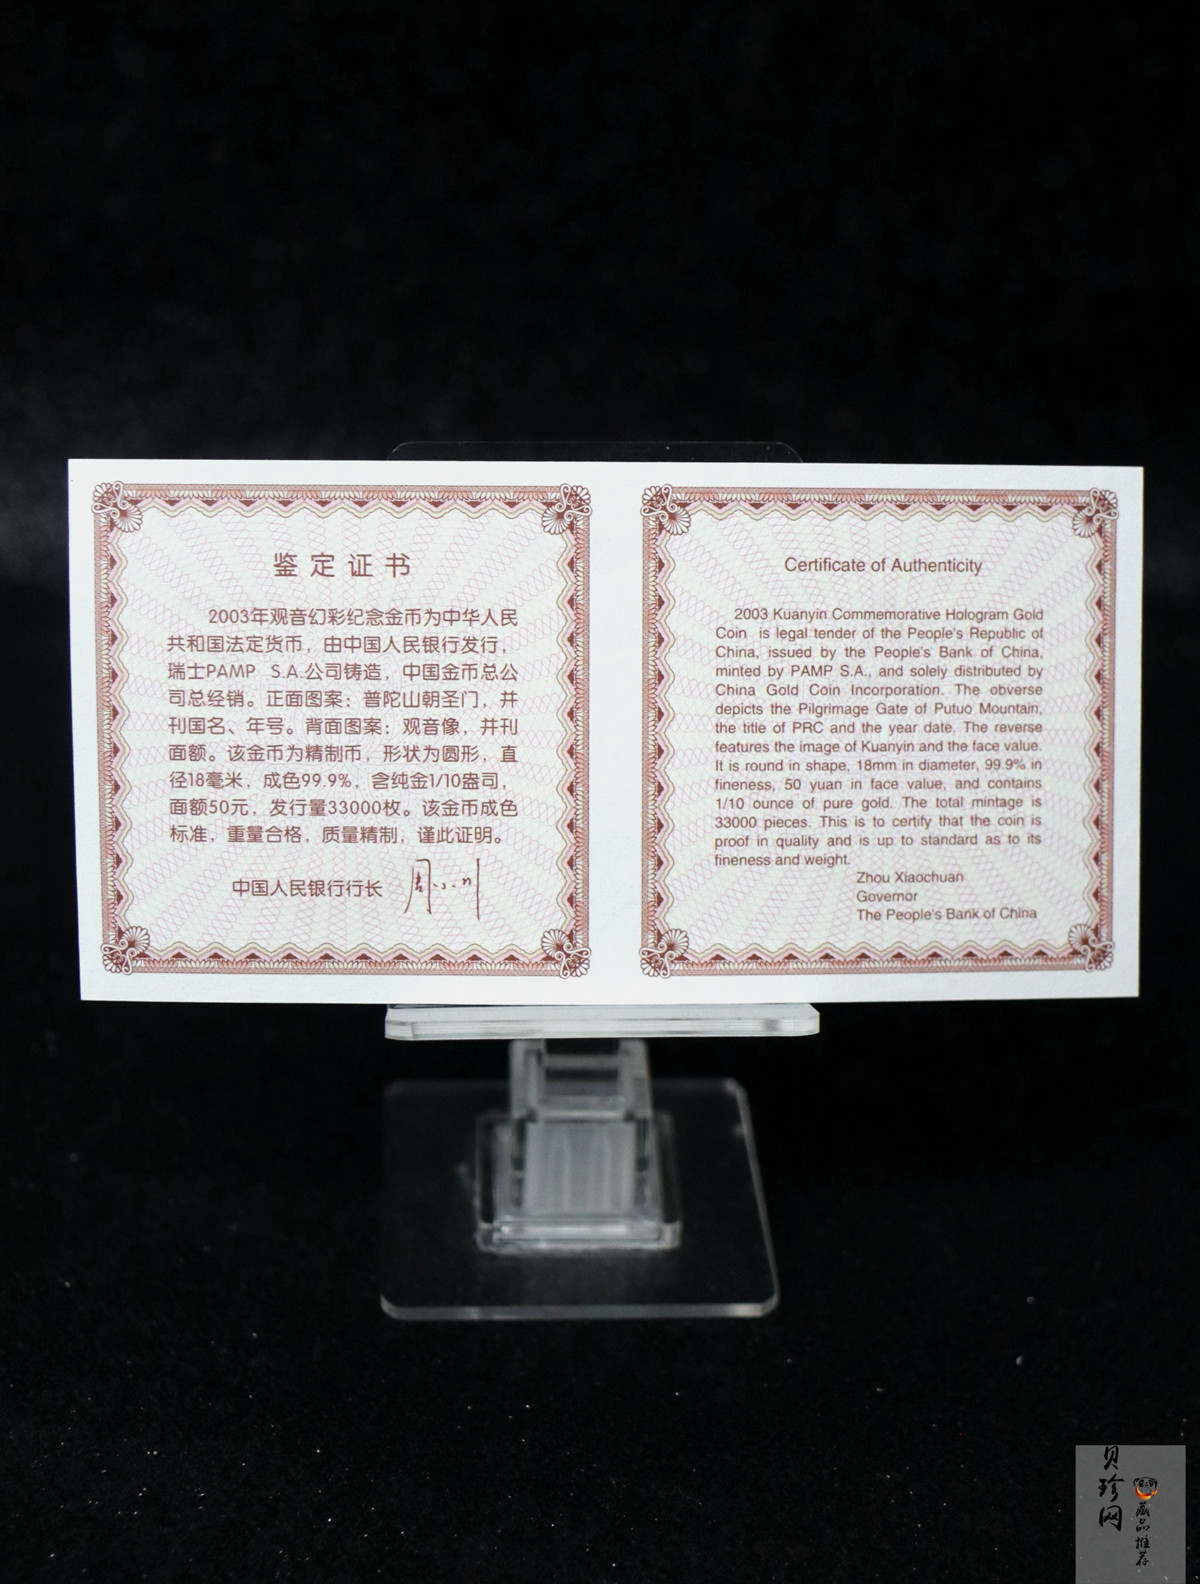 鉴定证书
2003年观音幻彩纪念金币为中华人民
共和国法定货币，由中国人民银行发行，
瑞士PAMP S.A.公司铸造，中国金币总公
司总经销。正面图案：普陀山朝圣门，并
刊国名、年号。背面图案：观音像，并刊
面额。该金币为精制币，形状为圆形，直
径18毫米，成色99.9%，含纯金1/10盎司，
面额50元，发行量33000枚。该金币成色
标准，重量合格，质量精制，谨此证明。
中国人民银行行长 周小川
Certificate of Authenticity
2003 Kuanyin Commemorative Hologram Gold
Coin is legal tender of the People's Republic of
China, issued by the People's Bank of China,
minted by PAMP S.A., and solely distributed by
China Gold Coin Incorporation. The obverse
depicts the Pilgrimage Gate of Putuo Mountain,
the title of PRC and the year date. The reverse
features the image of Kuanyin and the face value.
It is round in shape, 18mm in diameter, 99.9% in
fineness, 50 yuan in face value, and contains
1/10 ounce of pure gold. The total mintage is
33000 pieces. This is to certify that the coin is
proof in quality and is up to standard as to its
fineness and weight.
Zhou Xiaochuan
Governor
The People's Bank of China
贝珍网
藏品推荐